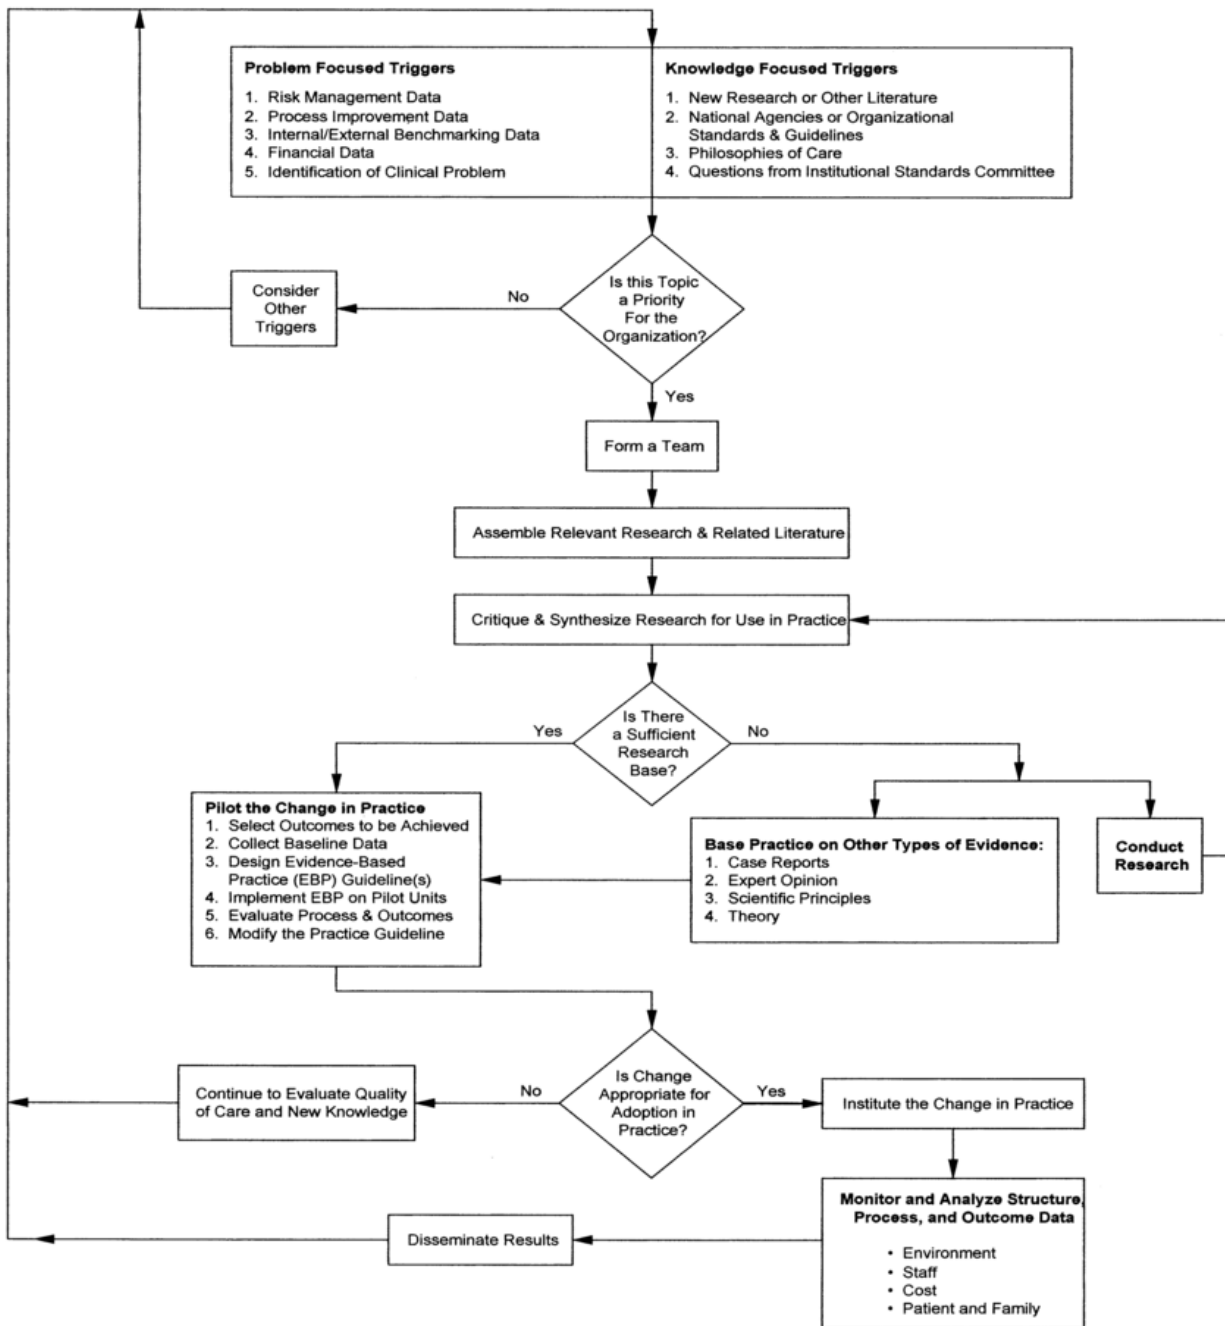 Problem Focused Triggers
1. Risk Management Data
2. Process Improvement Data
3. Internal/External Benchmarking Data
4. Financial Data
5. Identification of Clinical Problem
Knowledge Focused Triggers
1. New Research or Other Literature
2. National Agencies or Organizational
Standards & Guidelines
3. Philosophies of Care
4. Questions from Institutional Standards Committee
Consider
Other
Triggers
No
Is this Topic
a Priority
For the
Organization?
Yes
Form a Team
Assemble Relevant Research & Related Literature
Critique & Synthesize Research for Use in Practice
Yes
Is There
a Sufficient
Research
Base?
No
Pilot the Change in Practice
1. Select Outcomes to be Achieved
2. Collect Baseline Data
3. Design Evidence-Based
Practice (EBP) Guideline(s)
4. Implement EBP on Pilot Units
5. Evaluate Process & Outcomes
6. Modify the Practice Guideline
Base Practice on Other Types of Evidence:
1. Case Reports
2. Expert Opinion
3. Scientific Principles
4. Theory
Conduct
Research
Continue to Evaluate Quality
of Care and New Knowledge
No
Is Change
Appropriate for
Adoption in
Practice?
Yes
Institute the Change in Practice
Monitor and Analyze Structure,
Process, and Outcome Data
• Environment
• Staff
• Cost
• Patient and Family
Disseminate Results